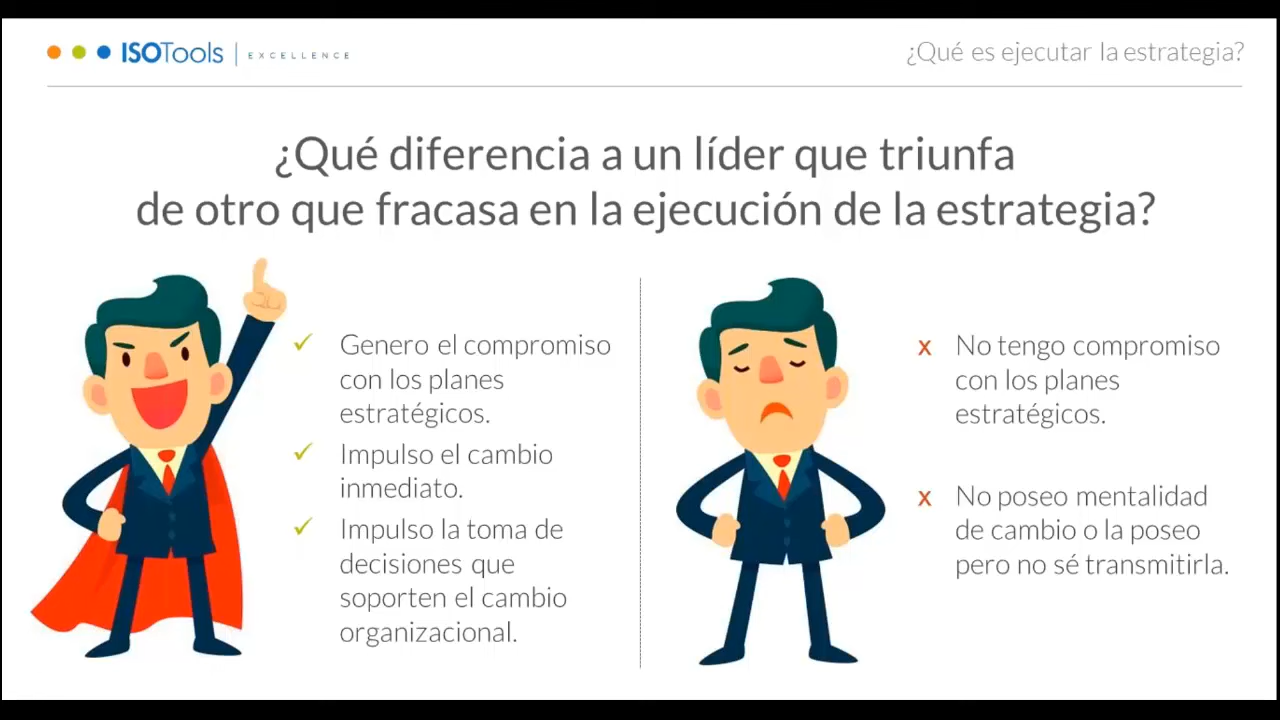 ISOTools | EXCELLENCE
¿Qué es ejecutar la estrategia?
¿Qué diferencia a un líder que triunfa
de otro que fracasa en la ejecución de la estrategia?
✓ Genero el compromiso
con los planes
estratégicos.
✓ Impulso el cambio
inmediato.
✓ Impulso la toma de
decisiones que
soporten el cambio
organizacional.
x No tengo compromiso
con los planes
estratégicos.
x No poseo mentalidad
de cambio o la poseo
pero no sé transmitirla.